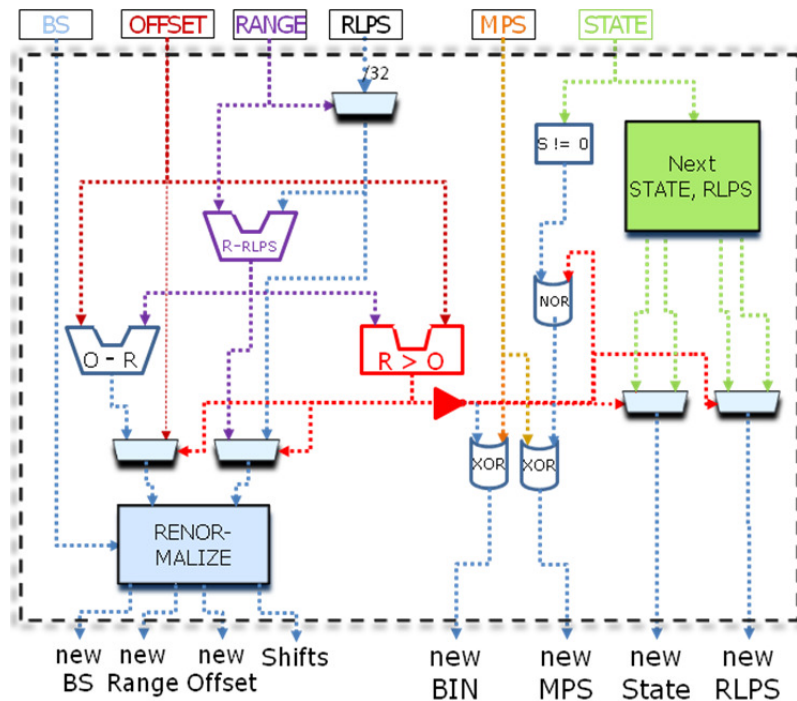 BS OFFSET RANGE RLPS MPS STATE
/32
S != 0
Next
STATE, RLPS
R-RLPS
NOR
O - R
R > O
XOR XOR
RENOR-
MALIZE
new new new Shifts new new new new
BS Range Offset BIN MPS State RLPS